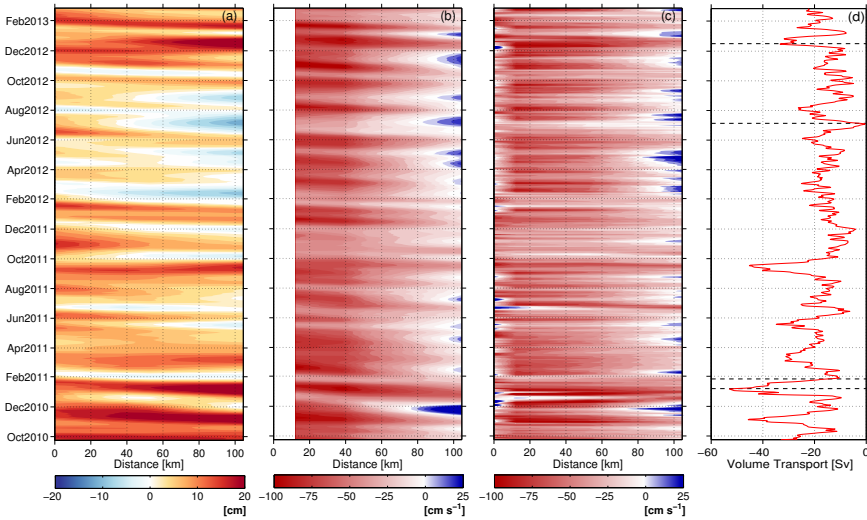 (a) (b) (c) (d)
Feb2013
Dec2012
Oct2012
Aug2012
Jun2012
Apr2012
Feb2012
Dec2011
Oct2011
Aug2011
Jun2011
Apr2011
Feb2011
Dec2010
Oct2010
0 20 40 60 80 100 0 20 40 60 80 100 0 20 40 60 80 100 −60 −40 −20 0
Distance [km] Distance [km] Distance [km] Volume Transport [Sv]
−20 −10 0 10 20 −100 −75 −50 −25 0 25 −100 −75 −50 −25 0 25
[cm] [cm s⁻¹] [cm s⁻¹]